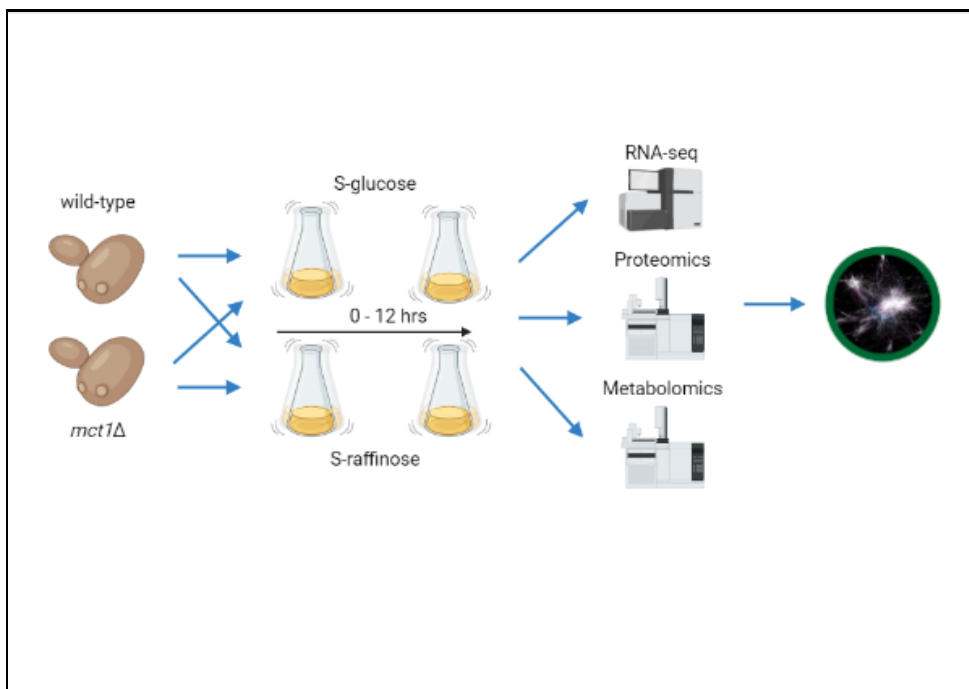 wild-type
mct1Δ
S-glucose
0 - 12 hrs
S-raffinose
RNA-seq
Proteomics
Metabolomics